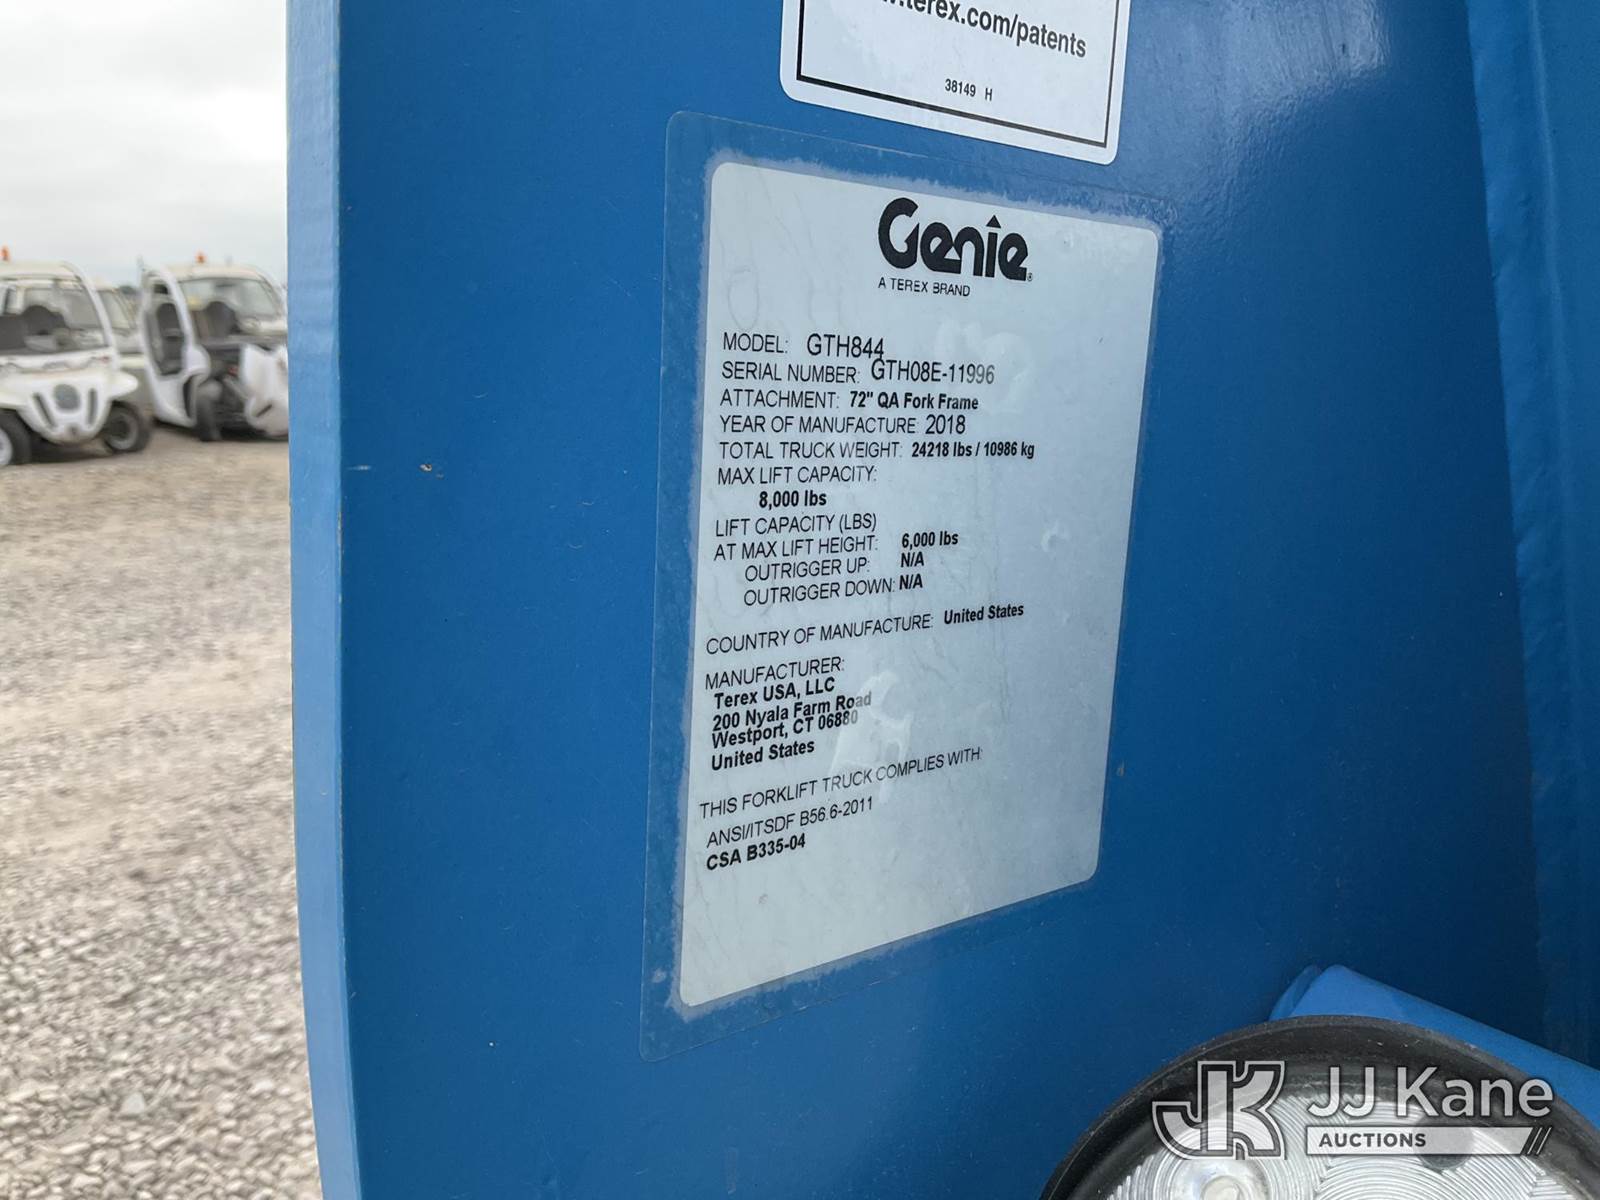 terex.com/patents
38149 H
Genie
A TEREX BRAND
MODEL: GTH844
SERIAL NUMBER: GTH08E-11996
ATTACHMENT: 72" QA Fork Frame
YEAR OF MANUFACTURE: 2018
TOTAL TRUCK WEIGHT: 24218 lbs / 10986 kg
MAX LIFT CAPACITY:
8,000 lbs
LIFT CAPACITY (LBS)
AT MAX LIFT HEIGHT: 6,000 lbs
OUTRIGGER UP: N/A
OUTRIGGER DOWN: N/A
COUNTRY OF MANUFACTURE: United States
MANUFACTURER:
Terex USA, LLC
200 Nyala Farm Road
Westport, CT 06880
United States
THIS FORKLIFT TRUCK COMPLIES WITH:
ANSI/ITSDF B56.6-2011
CSA B335-04
JK JJ Kane
AUCTIONS